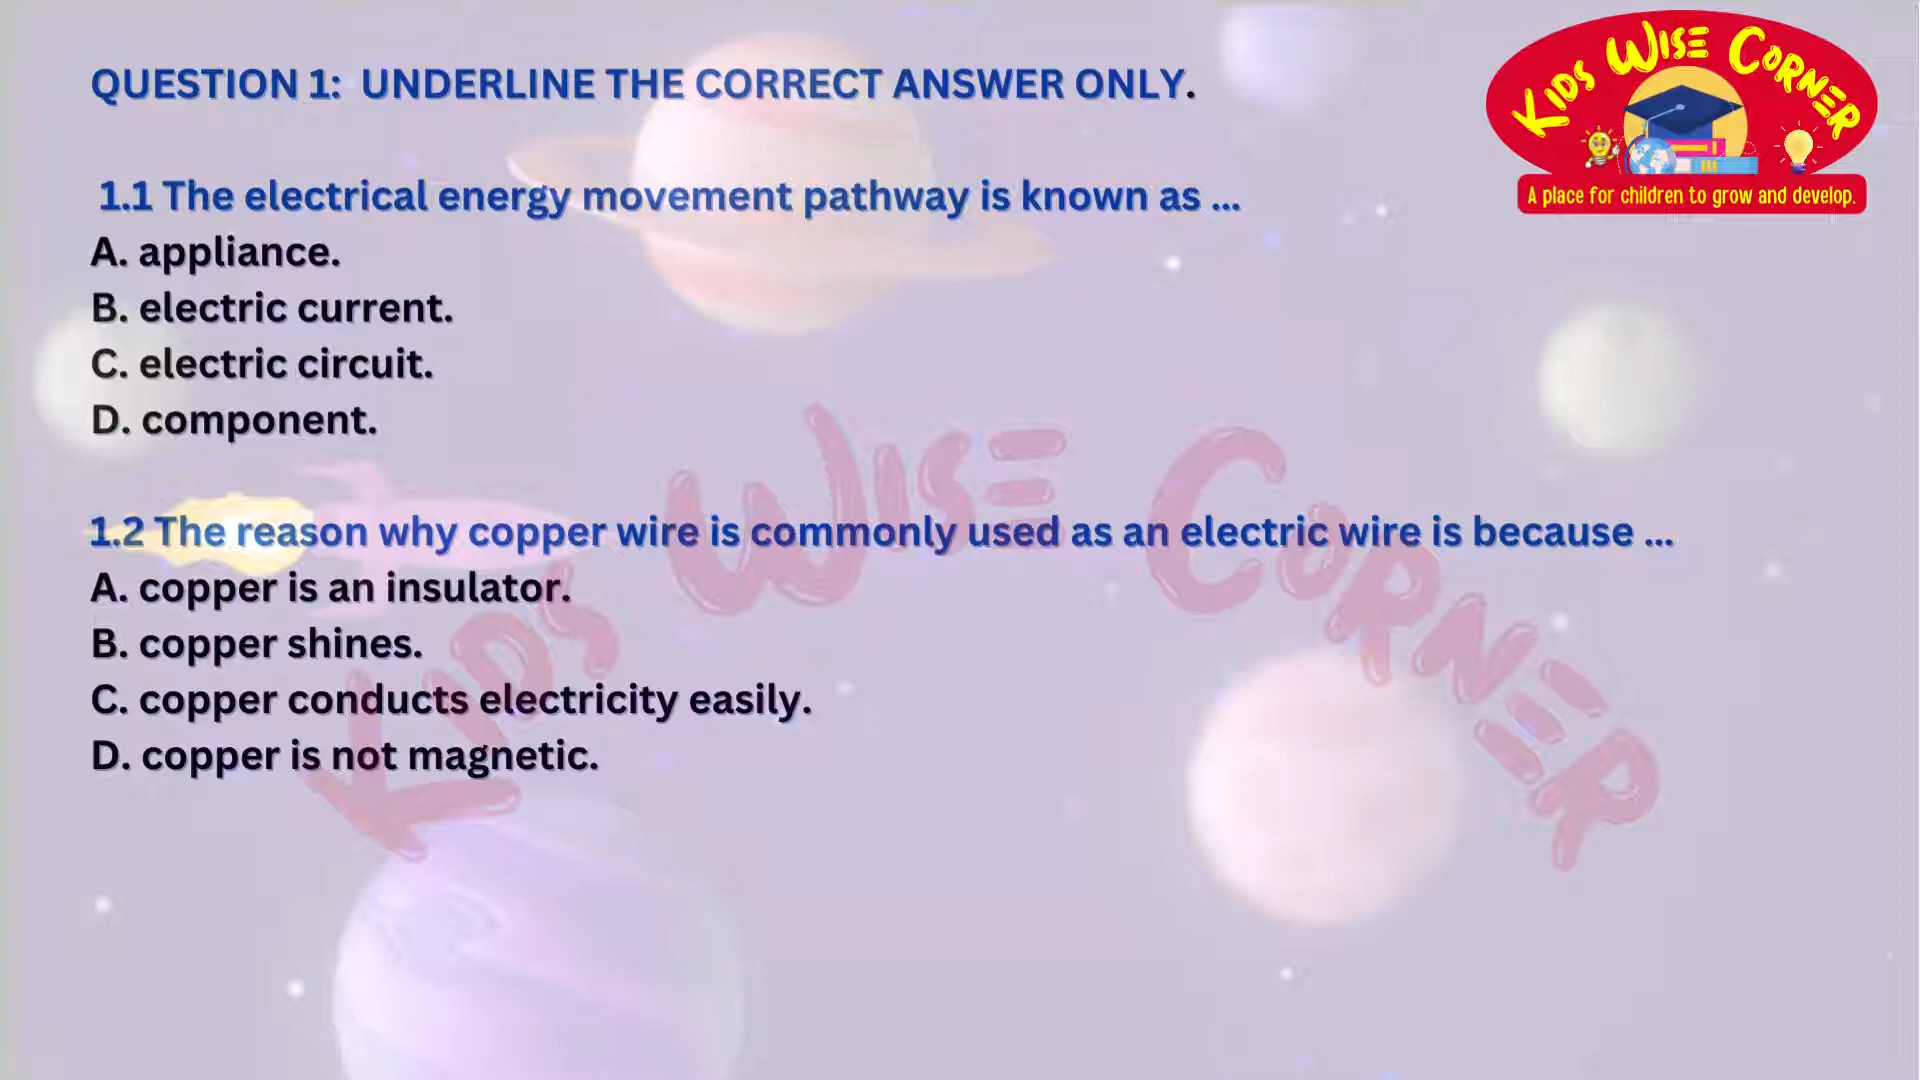 QUESTION 1: UNDERLINE THE CORRECT ANSWER ONLY.
KIDS WISE CORNER
A place for children to grow and develop.
1.1 The electrical energy movement pathway is known as ...
A. appliance.
B. electric current.
C. electric circuit.
D. component.
1.2 The reason why copper wire is commonly used as an electric wire is because ...
A. copper is an insulator.
B. copper shines.
C. copper conducts electricity easily.
D. copper is not magnetic.
KIDS WISE CORNER